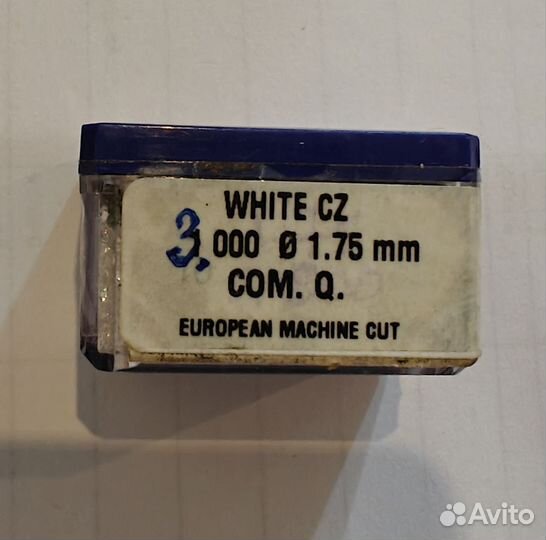 WHITE CZ
3.000 Ø 1.75 mm
COM. Q.
EUROPEAN MACHINE CUT
Avito